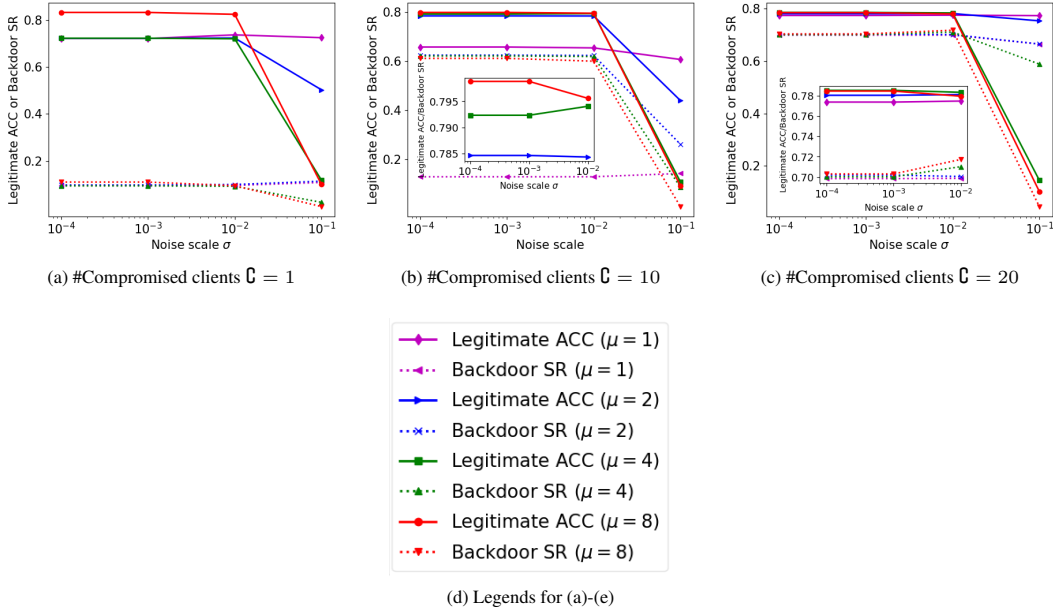 Legitimate ACC or Backdoor SR
0.8
0.6
0.4
0.2
10⁻⁴
10⁻³
10⁻²
10⁻¹
Noise scale σ
(a) #Compromised clients C = 1
Legitimate ACC or Backdoor SR
0.8
0.6
0.4
0.2
Legitimate ACC/Backdoor SR
0.795
0.790
0.785
10⁻⁴
10⁻³
10⁻²
Noise scale σ
10⁻⁴
10⁻³
10⁻²
10⁻¹
Noise scale σ
(b) #Compromised clients C = 10
Legitimate ACC or Backdoor SR
0.8
0.6
0.4
0.2
Legitimate ACC/Backdoor SR
0.78
0.76
0.74
0.72
0.70
10⁻⁴
10⁻³
10⁻²
Noise scale σ
10⁻⁴
10⁻³
10⁻²
10⁻¹
Noise scale σ
(c) #Compromised clients C = 20
Legitimate ACC (μ = 1)
Backdoor SR (μ = 1)
Legitimate ACC (μ = 2)
Backdoor SR (μ = 2)
Legitimate ACC (μ = 4)
Backdoor SR (μ = 4)
Legitimate ACC (μ = 8)
Backdoor SR (μ = 8)
(d) Legends for (a)-(e)